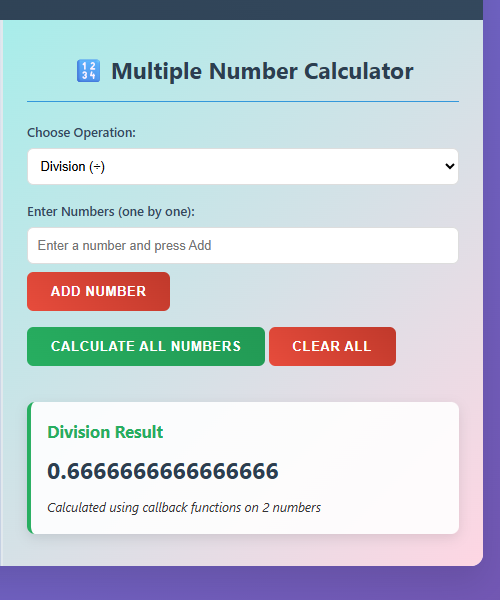 🔢 Multiple Number Calculator
Choose Operation:
Division (÷)
Enter Numbers (one by one):
Enter a number and press Add
ADD NUMBER
CALCULATE ALL NUMBERS CLEAR ALL
Division Result
0.6666666666666666
Calculated using callback functions on 2 numbers